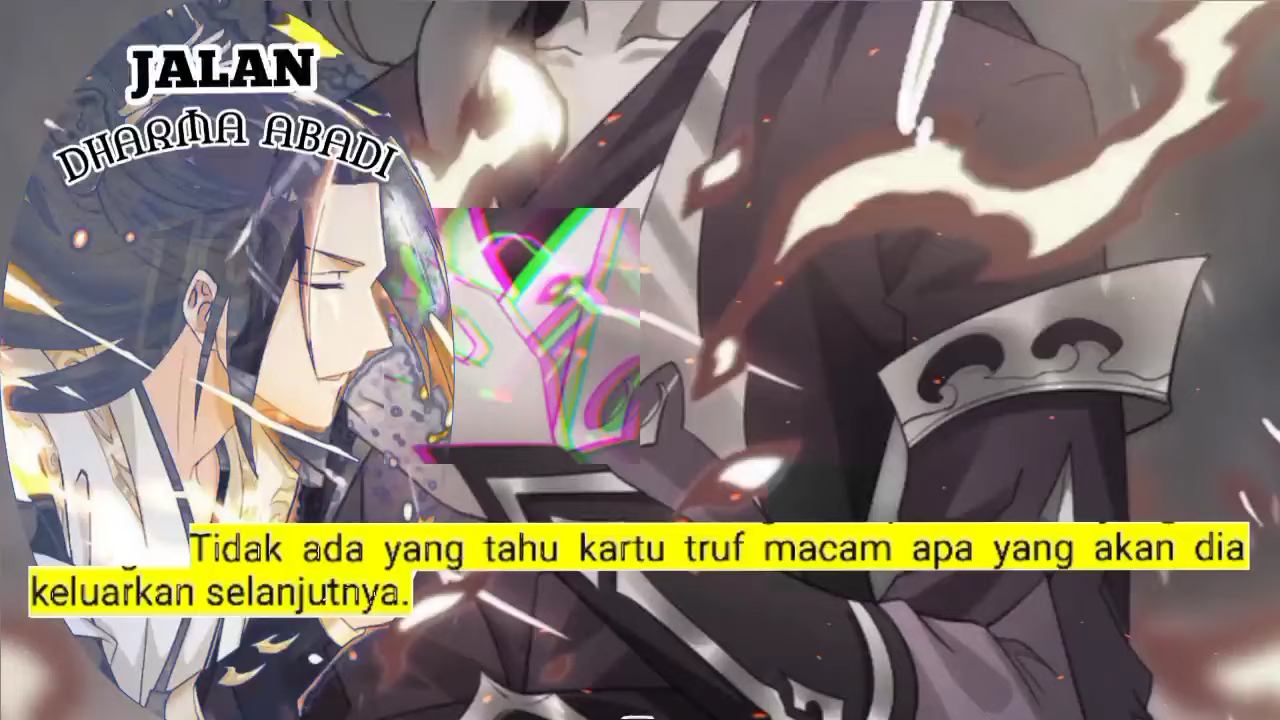 JALAN
DHARMA ABADI
Tidak ada yang tahu kartu truf macam apa yang akan dia
keluarkan selanjutnya.